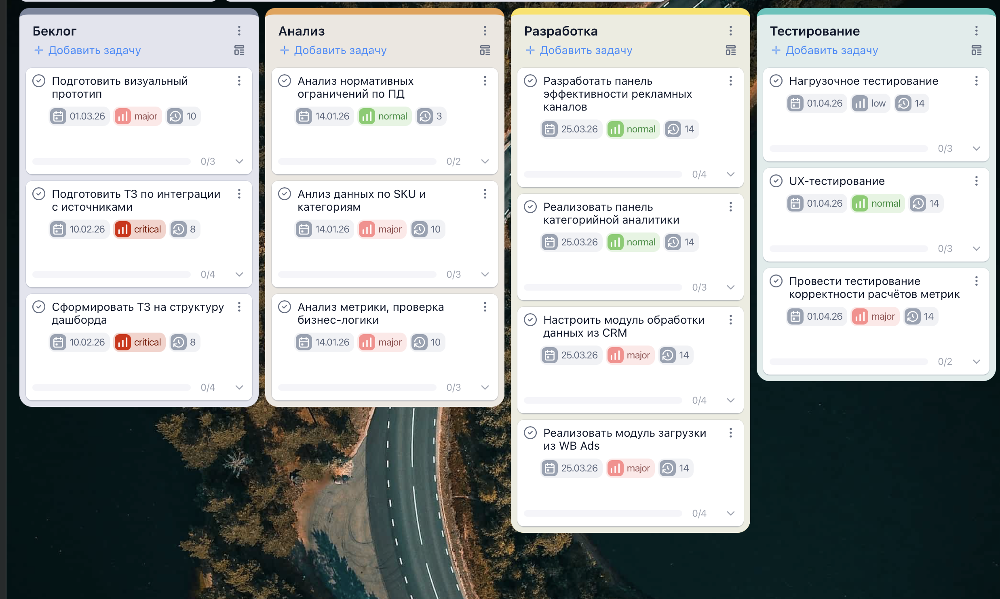 Беклог
Добавить задачу
Подготовить визуальный
прототип
01.03.26 major 10
0/3
Подготовить ТЗ по интеграции
с источниками
10.02.26 critical 8
0/4
Сформировать ТЗ на структуру
дашборда
10.02.26 critical 8
0/4
Анализ
Добавить задачу
Анализ нормативных
ограничений по ПД
14.01.26 normal 3
0/2
Анлиз данных по SKU и
категориям
14.01.26 major 10
0/3
Анализ метрики, проверка
бизнес-логики
14.01.26 major 10
0/3
Разработка
Добавить задачу
Разработать панель
эффективности рекламных
каналов
25.03.26 normal 14
0/4
Реализовать панель
категорийной аналитики
25.03.26 normal 14
0/3
Настроить модуль обработки
данных из CRM
25.03.26 major 14
0/4
Реализовать модуль загрузки
из WB Ads
25.03.26 major 14
0/4
Тестирование
Добавить задачу
Нагрузочное тестирование
01.04.26 low 14
0/3
UX-тестирование
01.04.26 normal 14
0/3
Провести тестирование
корректности расчётов метрик
01.04.26 major 14
0/2